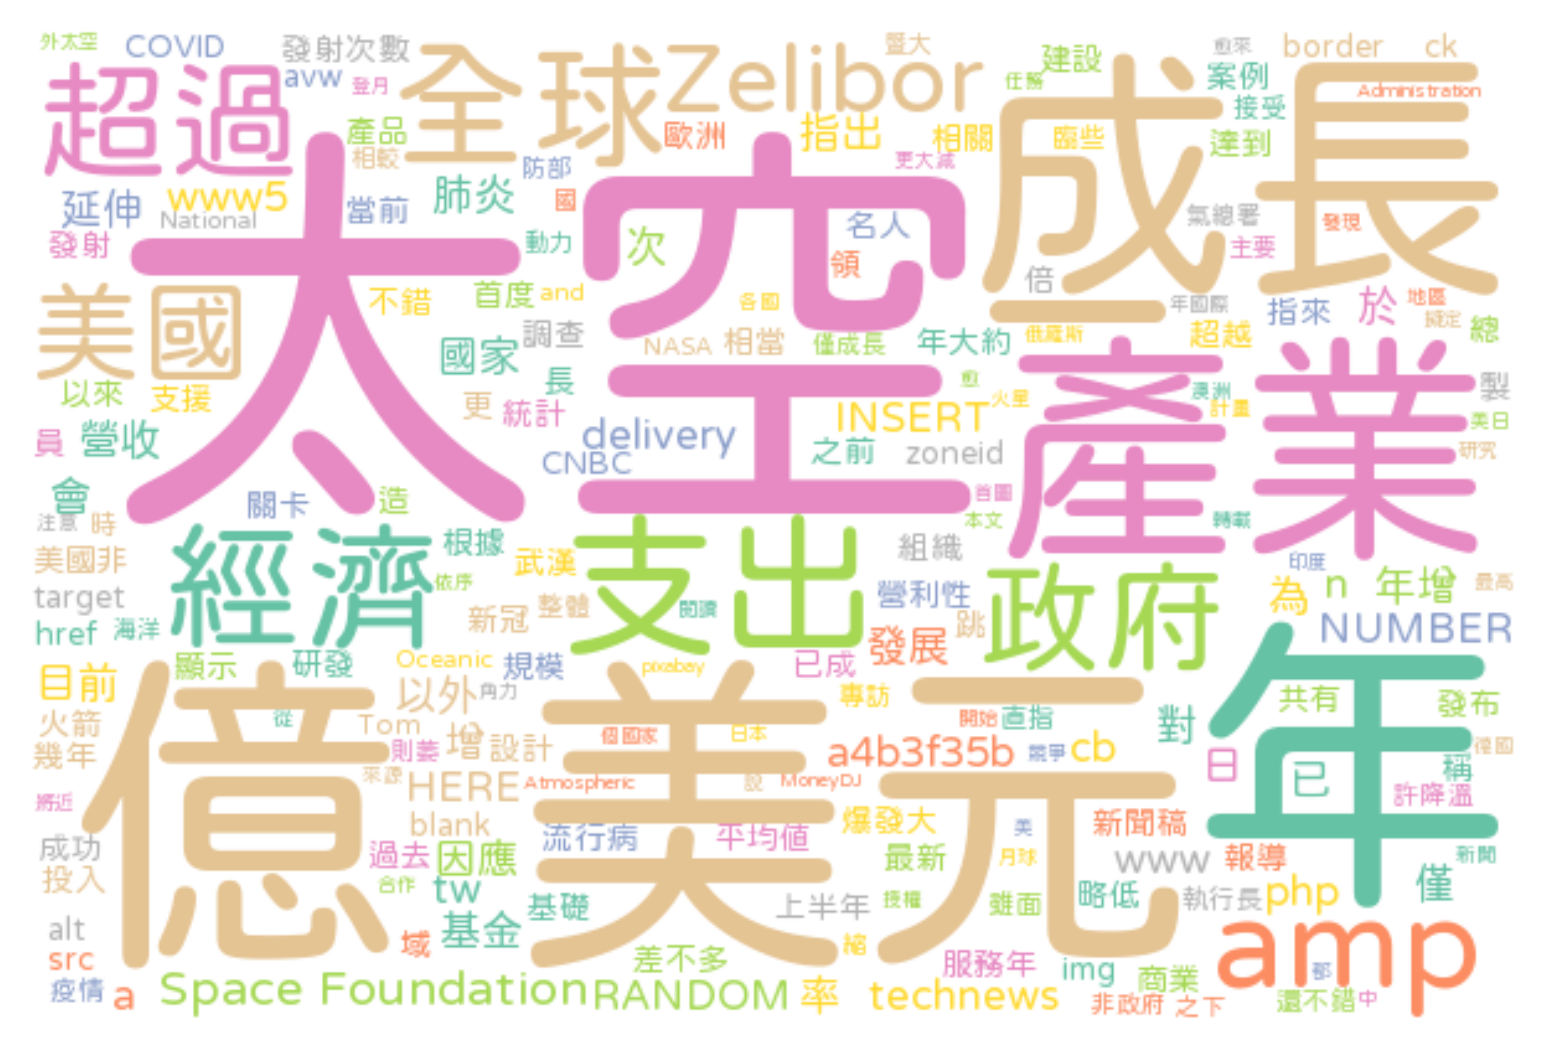 外太空
COVID
發射次數
avw
登月
超過
全球
Zelibor
暨大
建設
任務
愈來
案例
border
ck
Administration
接受
達到
產品
相較
歐洲
指出
相關
臨些
更大減
防部
國
肺炎
延伸
www5
National
當前
發射
動力
次
名人
領
成長
氣總署
主要
發現
太空
倍
年國際
指來
於
地區
擬定
總
美國
不錯
首度
and
調查
各國
NASA
相當
僅成長
年大約
俄羅斯
超越
國家
長
愈
火星
澳洲
計量
製
美日
研究
以來
支援
更
統計
員
營收
delivery
CNBC
INSERT
之前
zoneid
產業
會
注意
時
關卡
造
首圖
本文
轉載
經濟
根據
依序
武漢
支出
組織
印度
美國非
target
href
海洋
新冠
整體
閱讀
營利性
跳
政府
為
n
年增
最高
NUMBER
發展
目前
顯示
研發
Oceanic
規模
pixabay
已成
以外
角力
專訪
共有
發布
火箭
幾年
從
Tom
則萎
增
設計
個國家
日本
開始
直指
對
年
德國
a4b3f35b
競爭
cb
日
已
稱
許降溫
將近
來源
HERE
Atmospheric
說
MoneyDJ
億美元
blank
流行病
平均值
爆發大
美
新聞稿
成功
投入
過去
因應
最新
月球
www
報導
新聞
合作
tw
基礎
上半年
授權
雖面
略低
執行長
php
僅
alt
src
域
基金
縮
amp
疫情
a
Space Foundation
差不多
RANDOM
率
服務年
technews
img
商業
都
非政府
之下
還不錯
中